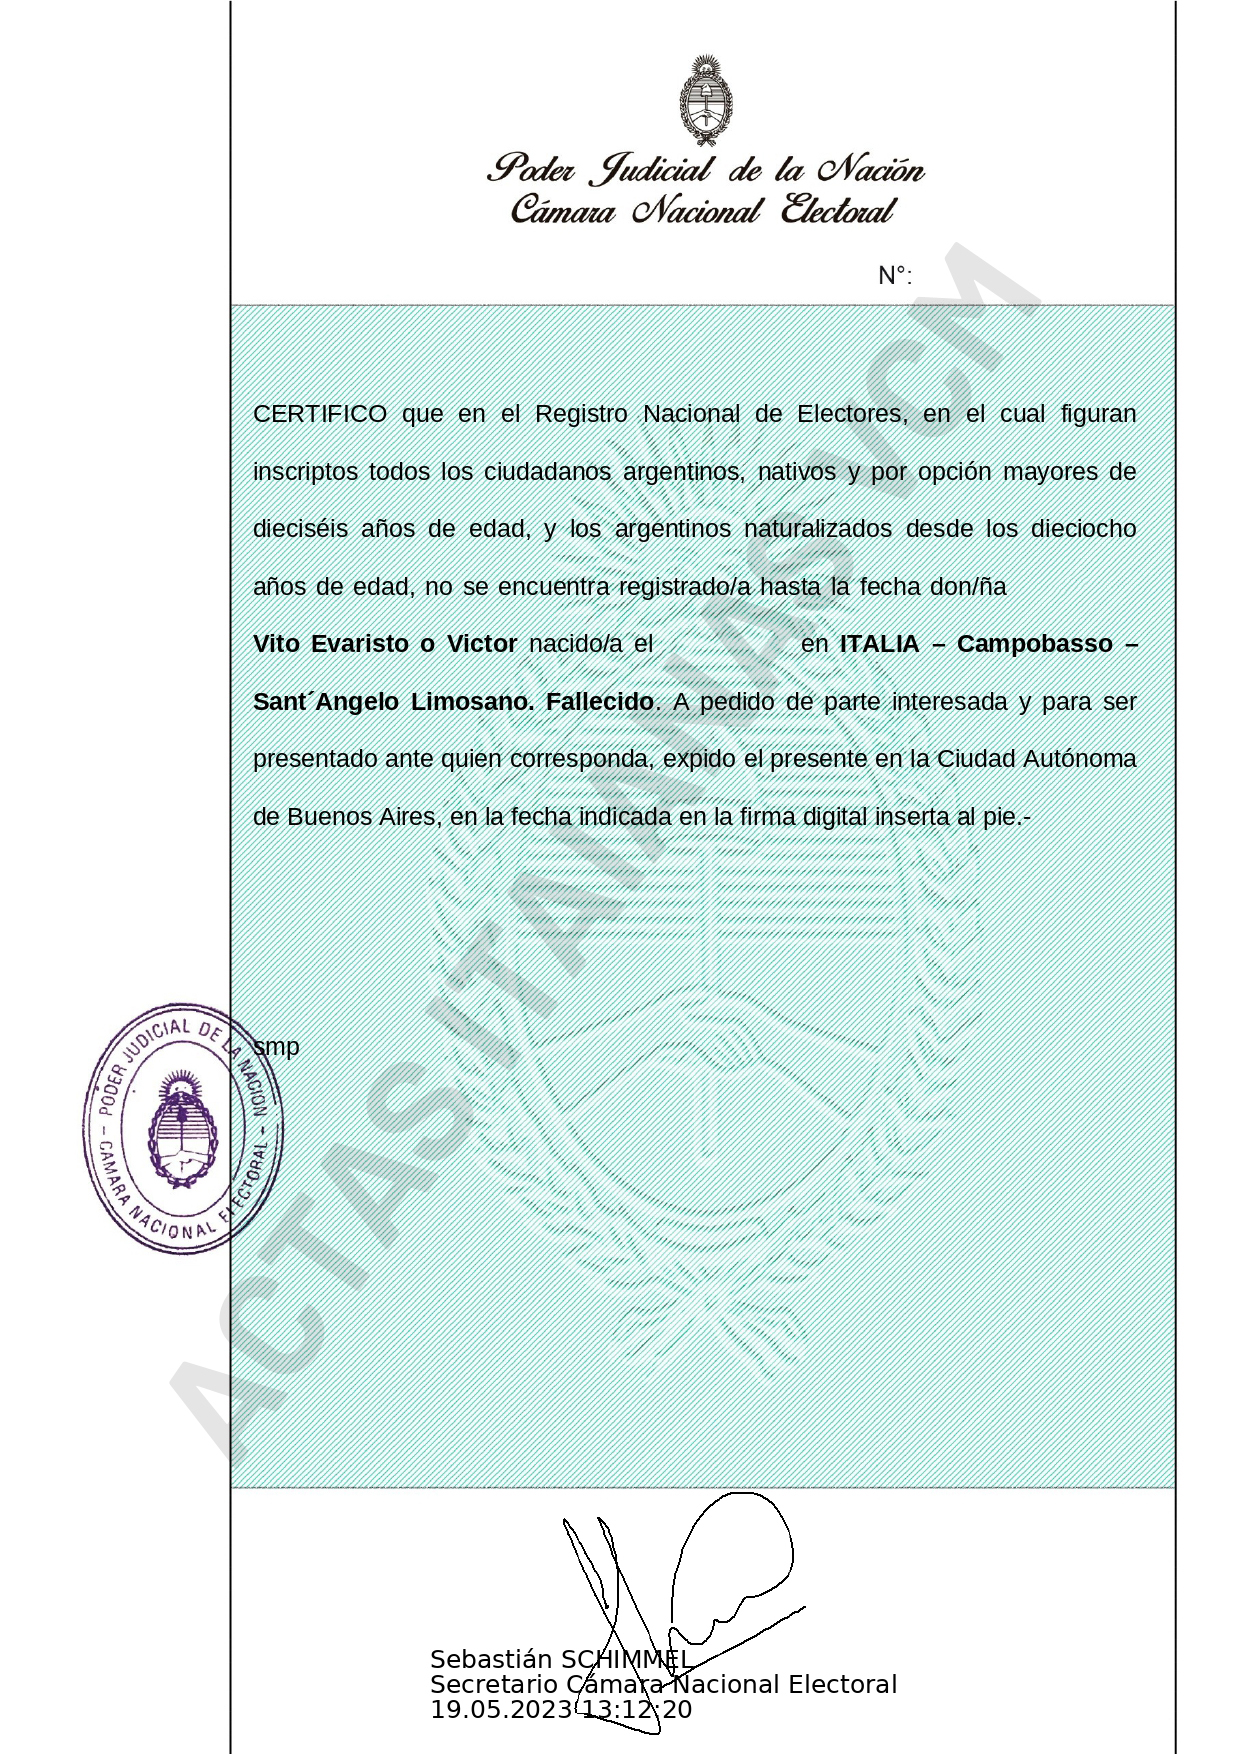 Poder Judicial de la Nación
Cámara Nacional Electoral
N°:
CERTIFICO que en el Registro Nacional de Electores, en el cual figuran
inscriptos todos los ciudadanos argentinos, nativos y por opción mayores de
dieciséis años de edad, y los argentinos naturalizados desde los dieciocho
años de edad, no se encuentra registrado/a hasta la fecha don/ña
Vito Evaristo o Victor nacido/a el en ITALIA – Campobasso –
Sant´Angelo Limosano. Fallecido. A pedido de parte interesada y para ser
presentado ante quien corresponda, expido el presente en la Ciudad Autónoma
de Buenos Aires, en la fecha indicada en la firma digital inserta al pie.-
smp
PODER JUDICIAL DE LA NACION - CAMARA NACIONAL ELECTORAL -
ACTAS ITALIANAS VCM
Sebastián SCHIMMEL
Secretario Cámara Nacional Electoral
19.05.2023 13:12:20